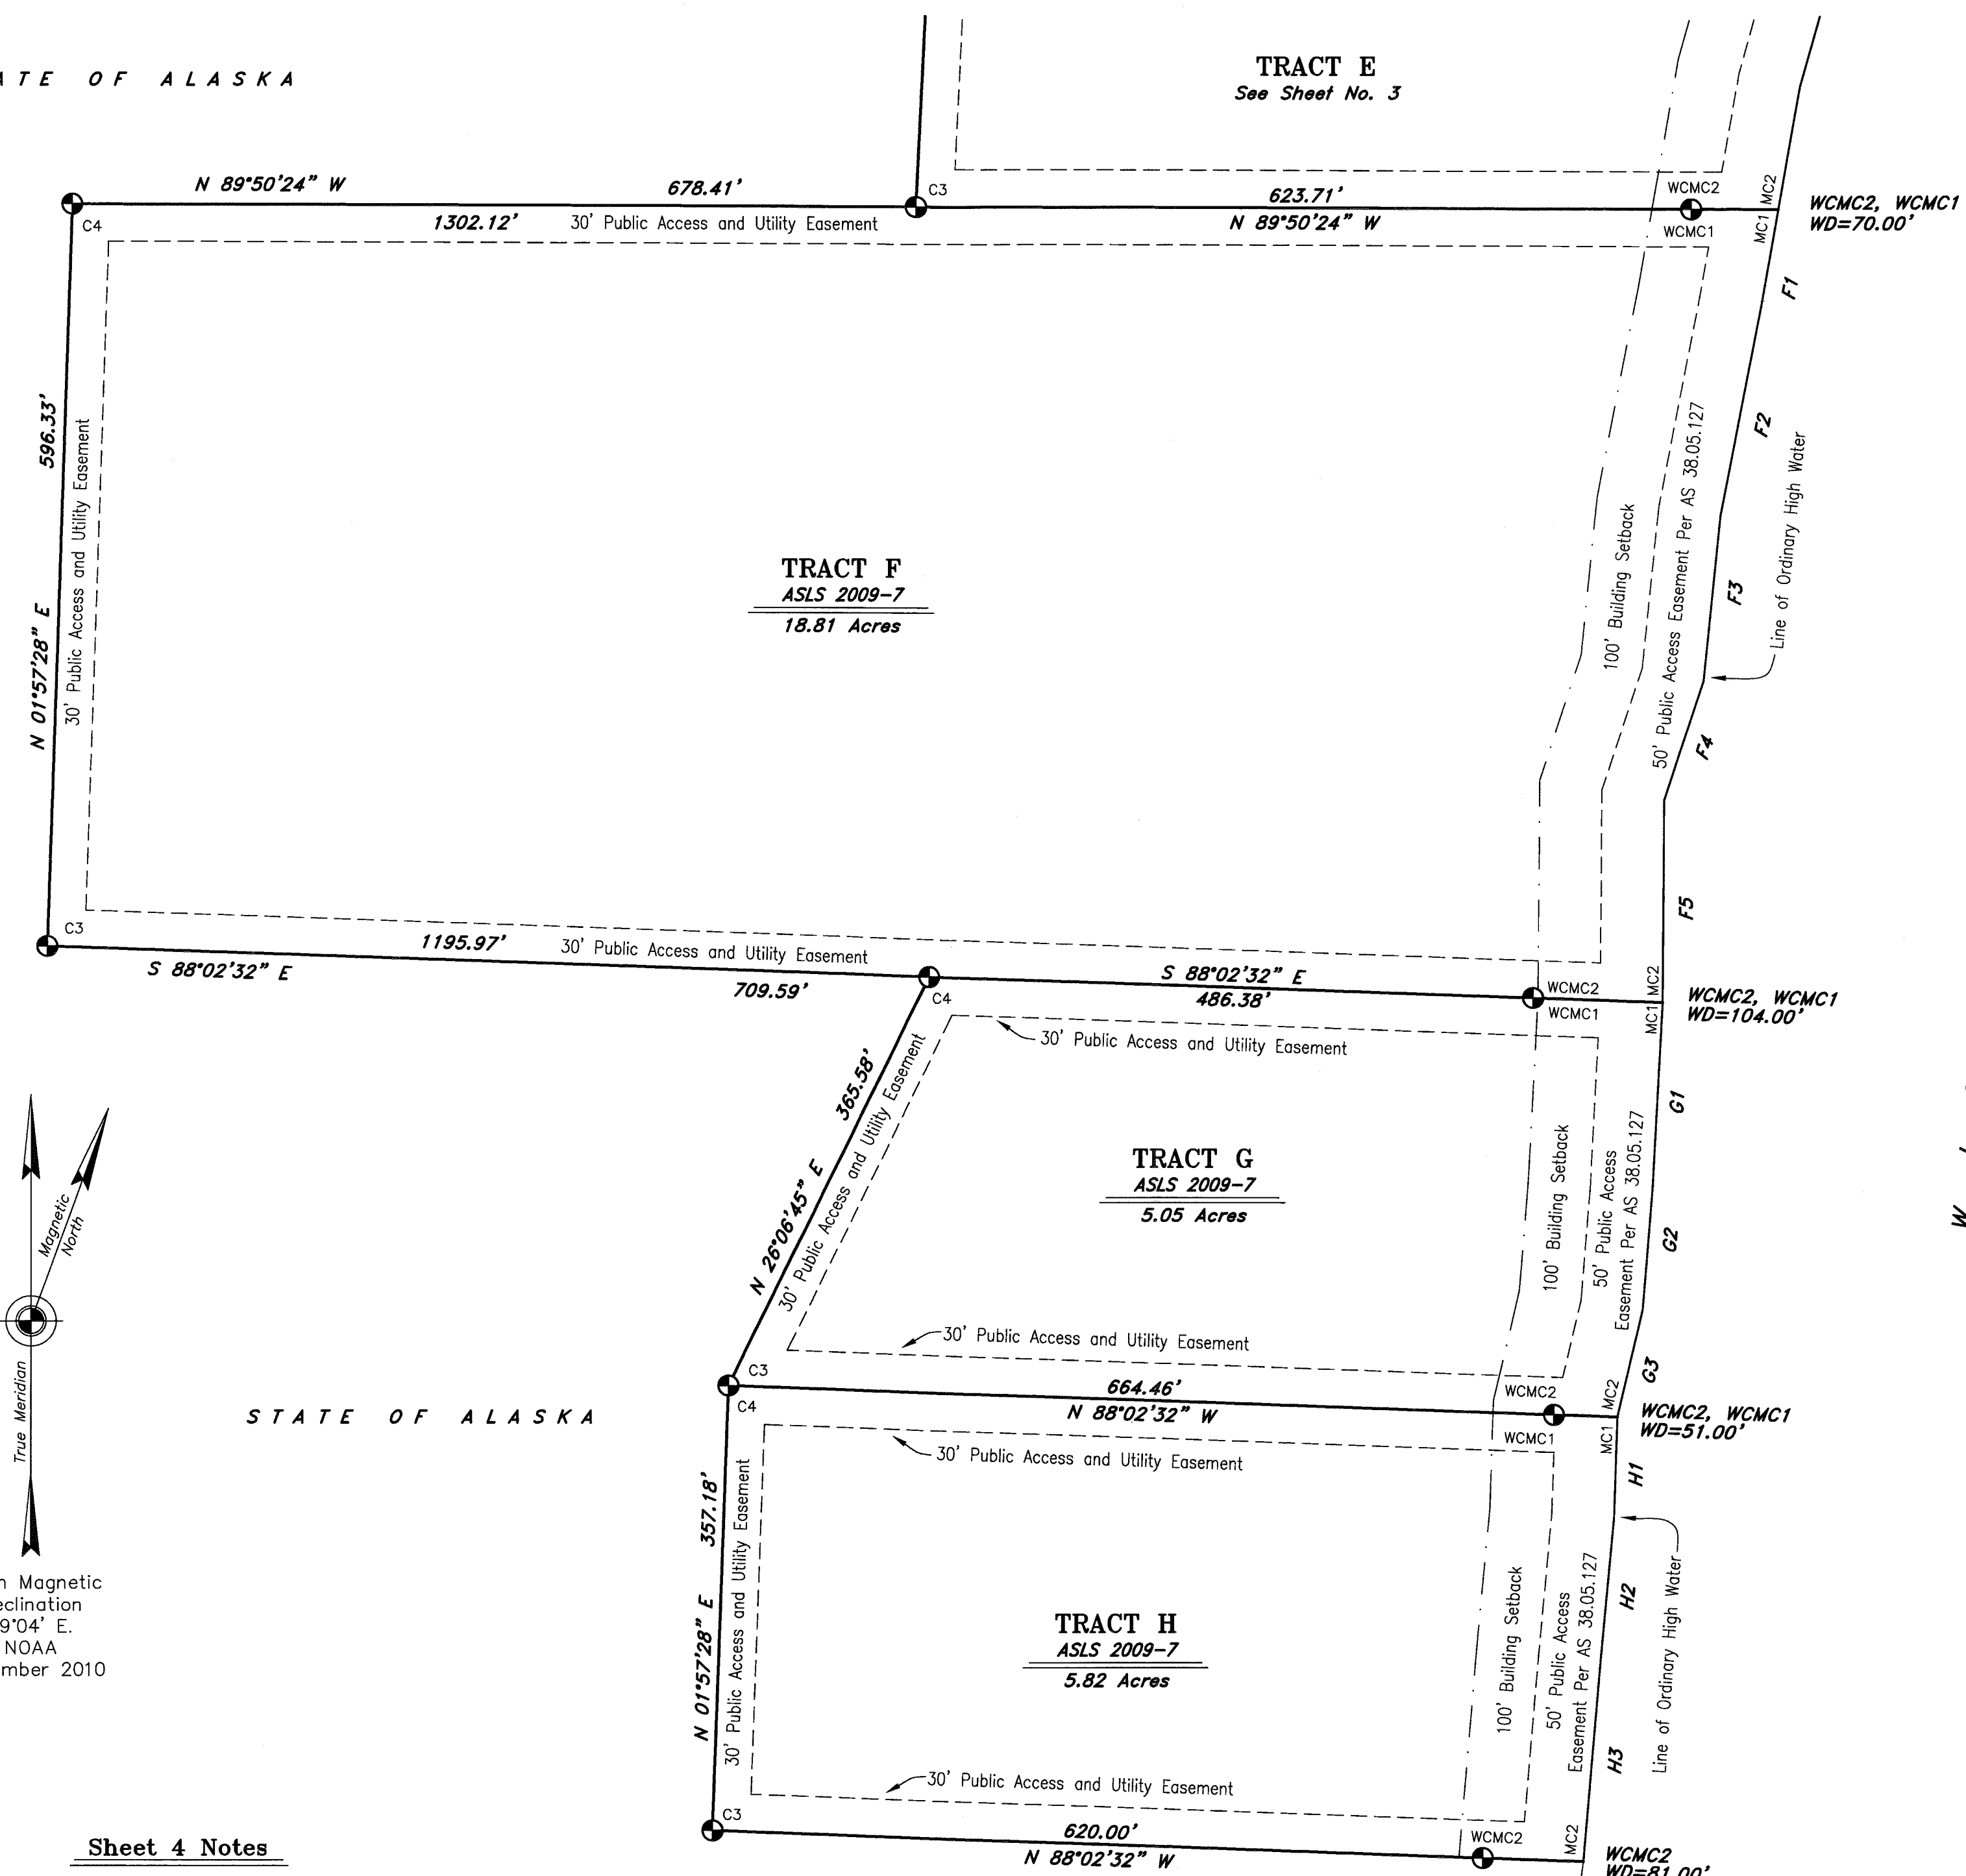 TRACT E
See Sheet No. 3
ATE OF ALASKA
N 89°50'24" W
678.41'
C3
623.71'
WCMC2
MC2
WCMC2, WCMC1
WD=70.00'
C4
1302.12'
30' Public Access and Utility Easement
N 89°50'24" W
WCMC1
MC1
F1
F2
F3
F4
F5
596.33'
N 01°57'28" E
30' Public Access and Utility Easement
TRACT F
ASLS 2009-7
18.81 Acres
100' Building Setback
50' Public Access Easement Per AS 38.05.127
Line of Ordinary High Water
C3
1195.97'
30' Public Access and Utility Easement
S 88°02'32" E
709.59'
C4
S 88°02'32" E
486.38'
WCMC2
WCMC1
MC2
MC1
WCMC2, WCMC1
WD=104.00'
30' Public Access and Utility Easement
365.58'
N 26°06'45" E
30' Public Access and Utility Easement
TRACT G
ASLS 2009-7
5.05 Acres
100' Building Setback
50' Public Access
Easement Per AS 38.05.127
G1
G2
G3
W
30' Public Access and Utility Easement
C3
664.46'
WCMC2
MC2
C4
N 88°02'32" W
WCMC1
MC1
WCMC2, WCMC1
WD=51.00'
30' Public Access and Utility Easement
Magnetic
North
True Meridian
n Magnetic
eclination
9°04' E.
NOAA
mber 2010
STATE OF ALASKA
357.18'
N 01°57'28" E
30' Public Access and Utility Easement
TRACT H
ASLS 2009-7
5.82 Acres
100' Building Setback
50' Public Access
Easement Per AS 38.05.127
H1
H2
H3
Line of Ordinary High Water
30' Public Access and Utility Easement
C3
620.00'
N 88°02'32" W
WCMC2
MC2
WCMC2
WD=81.00'
Sheet 4 Notes